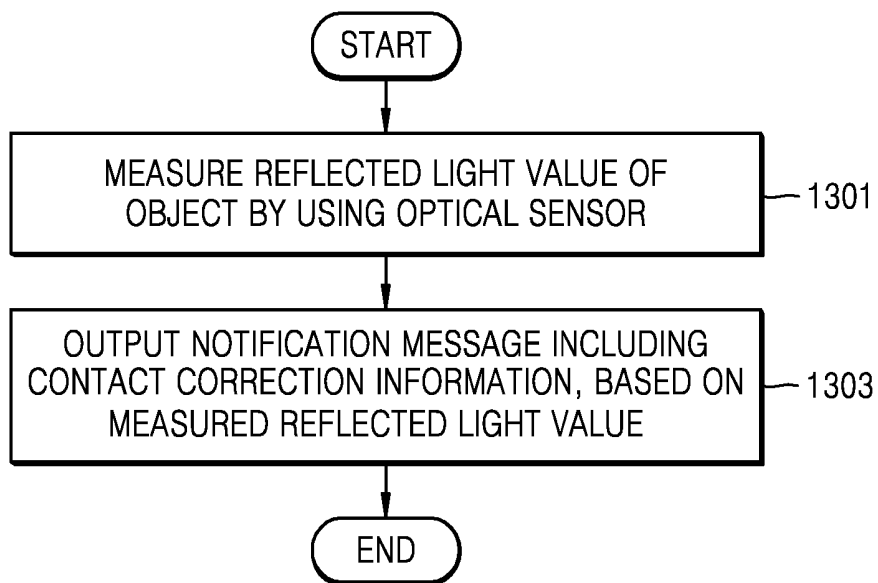 START
MEASURE REFLECTED LIGHT VALUE OF
OBJECT BY USING OPTICAL SENSOR
1301
OUTPUT NOTIFICATION MESSAGE INCLUDING
CONTACT CORRECTION INFORMATION, BASED ON
MEASURED REFLECTED LIGHT VALUE
1303
END